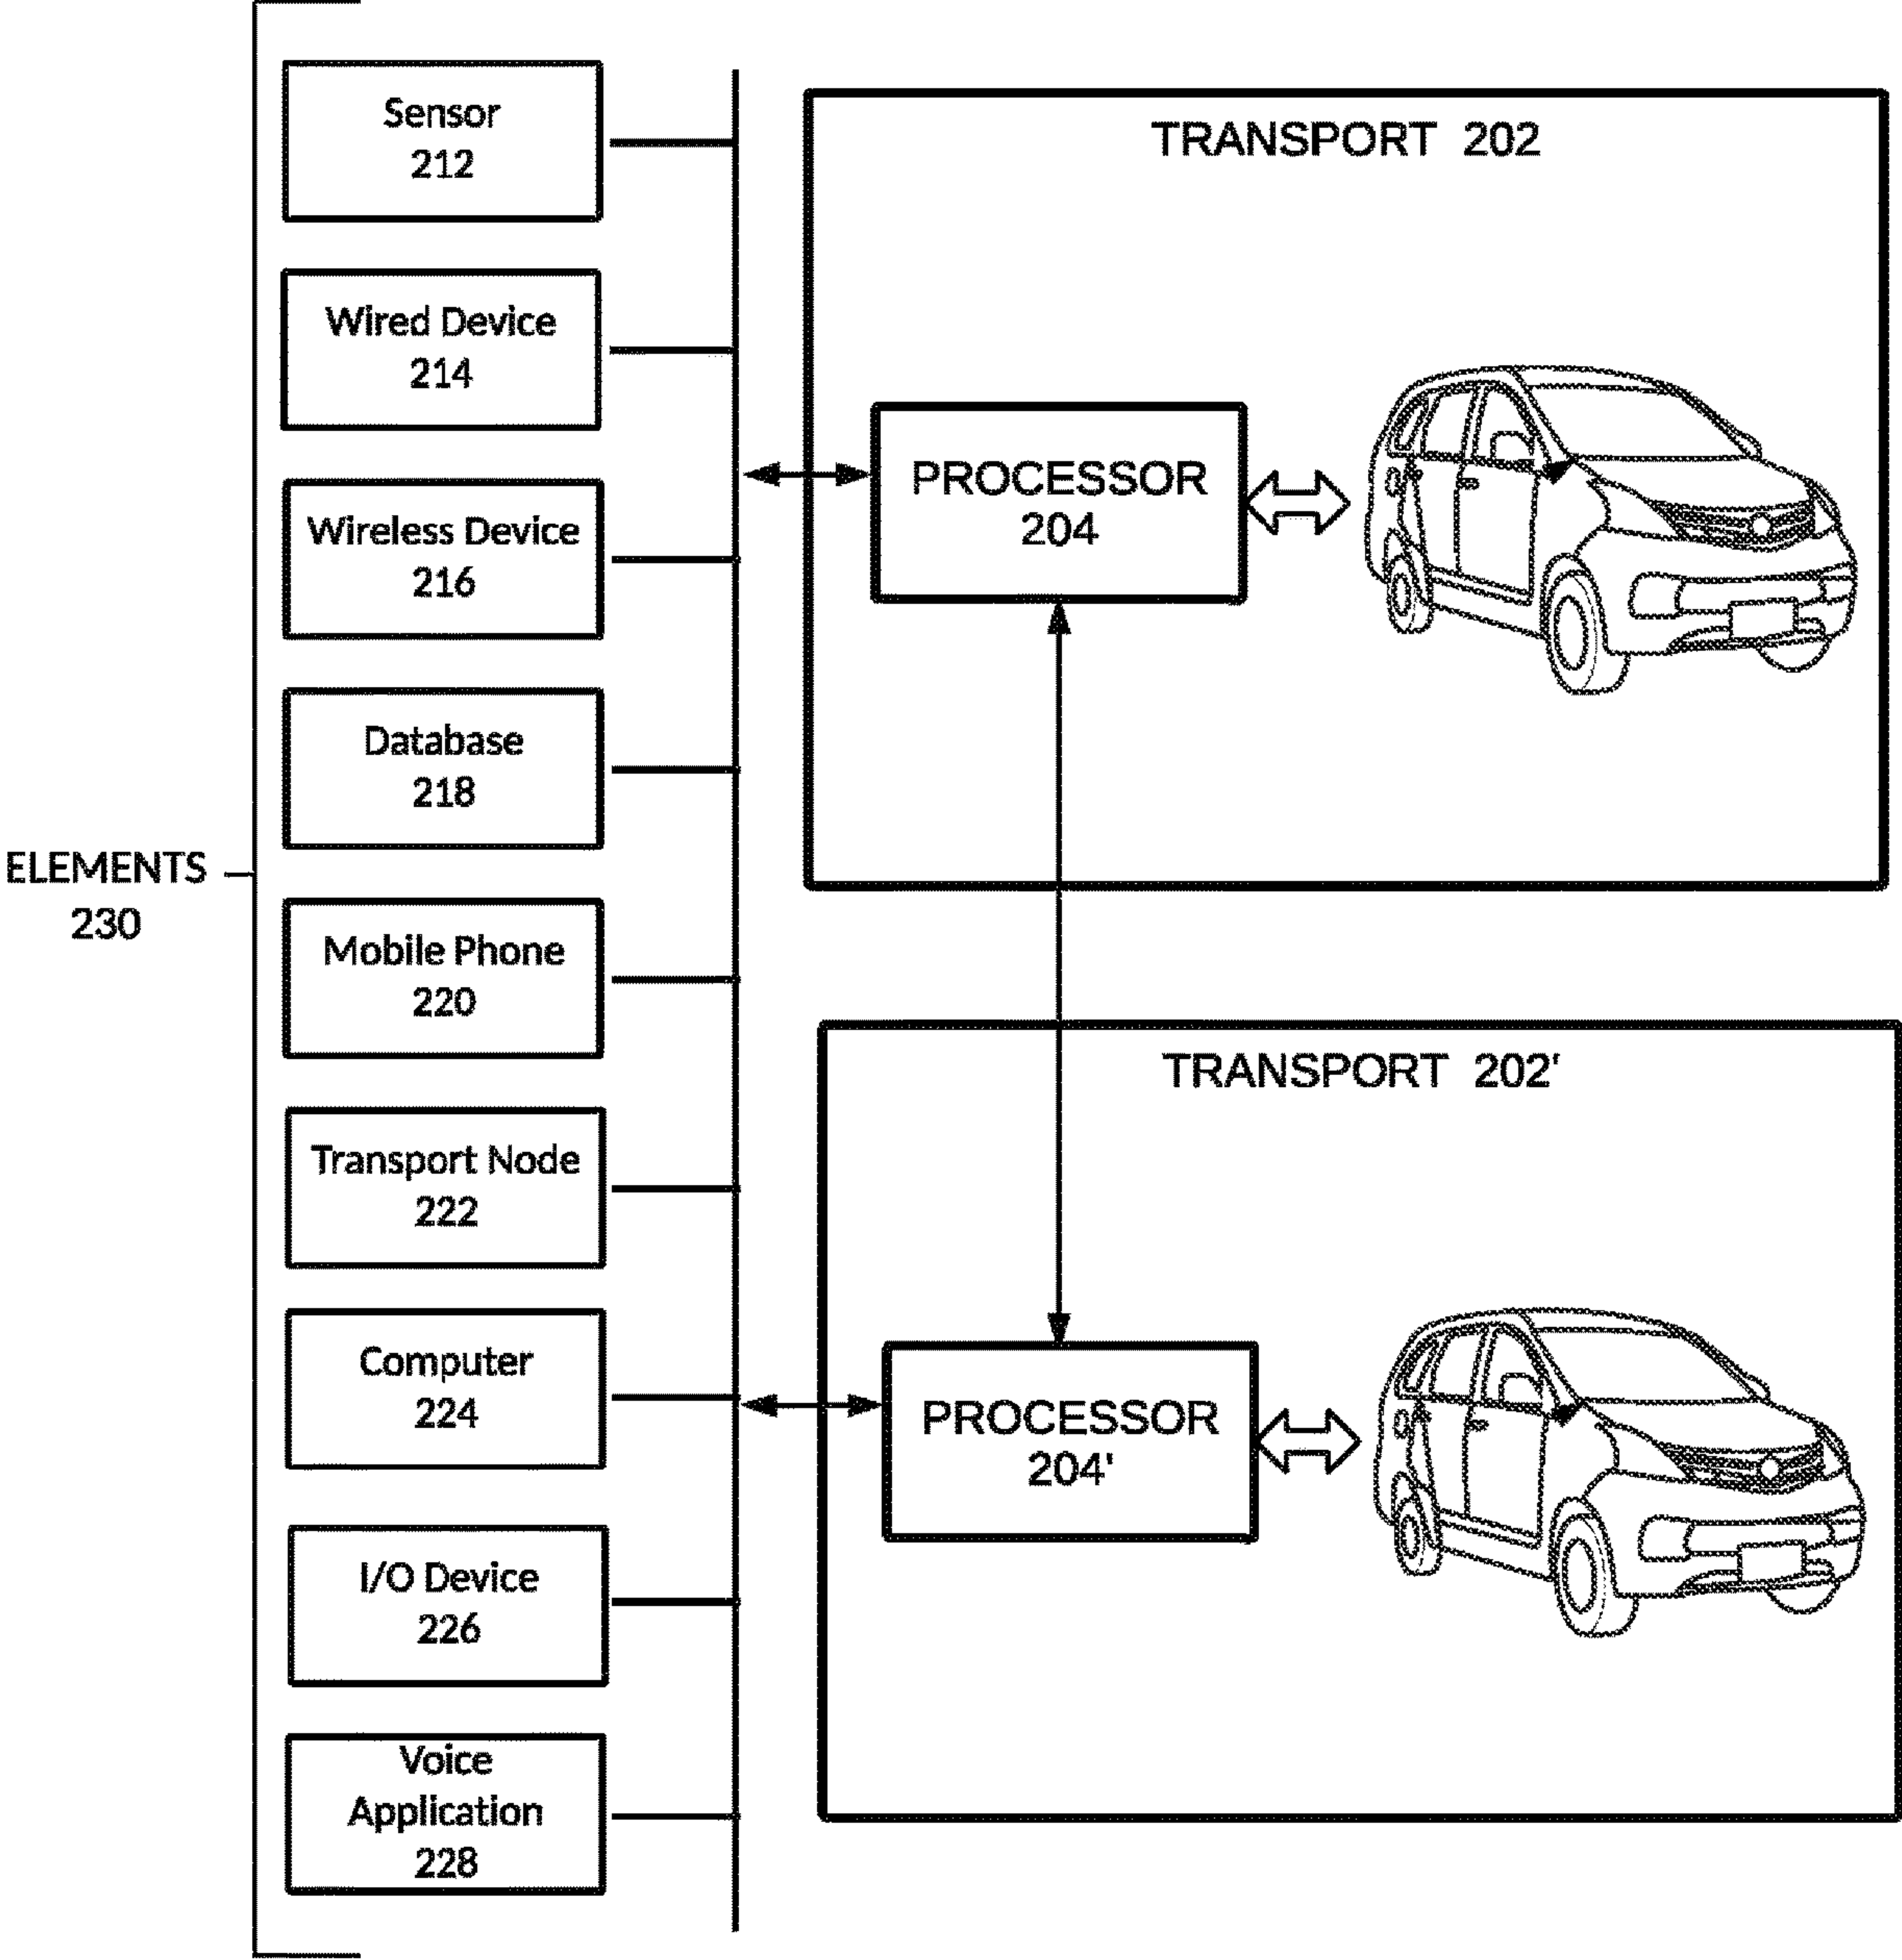 Sensor
212
Wired Device
214
Wireless Device
216
Database
218
ELEMENTS
230
Mobile Phone
220
Transport Node
222
Computer
224
I/O Device
226
Voice
Application
228
TRANSPORT 202
PROCESSOR
204
TRANSPORT 202'
PROCESSOR
204'